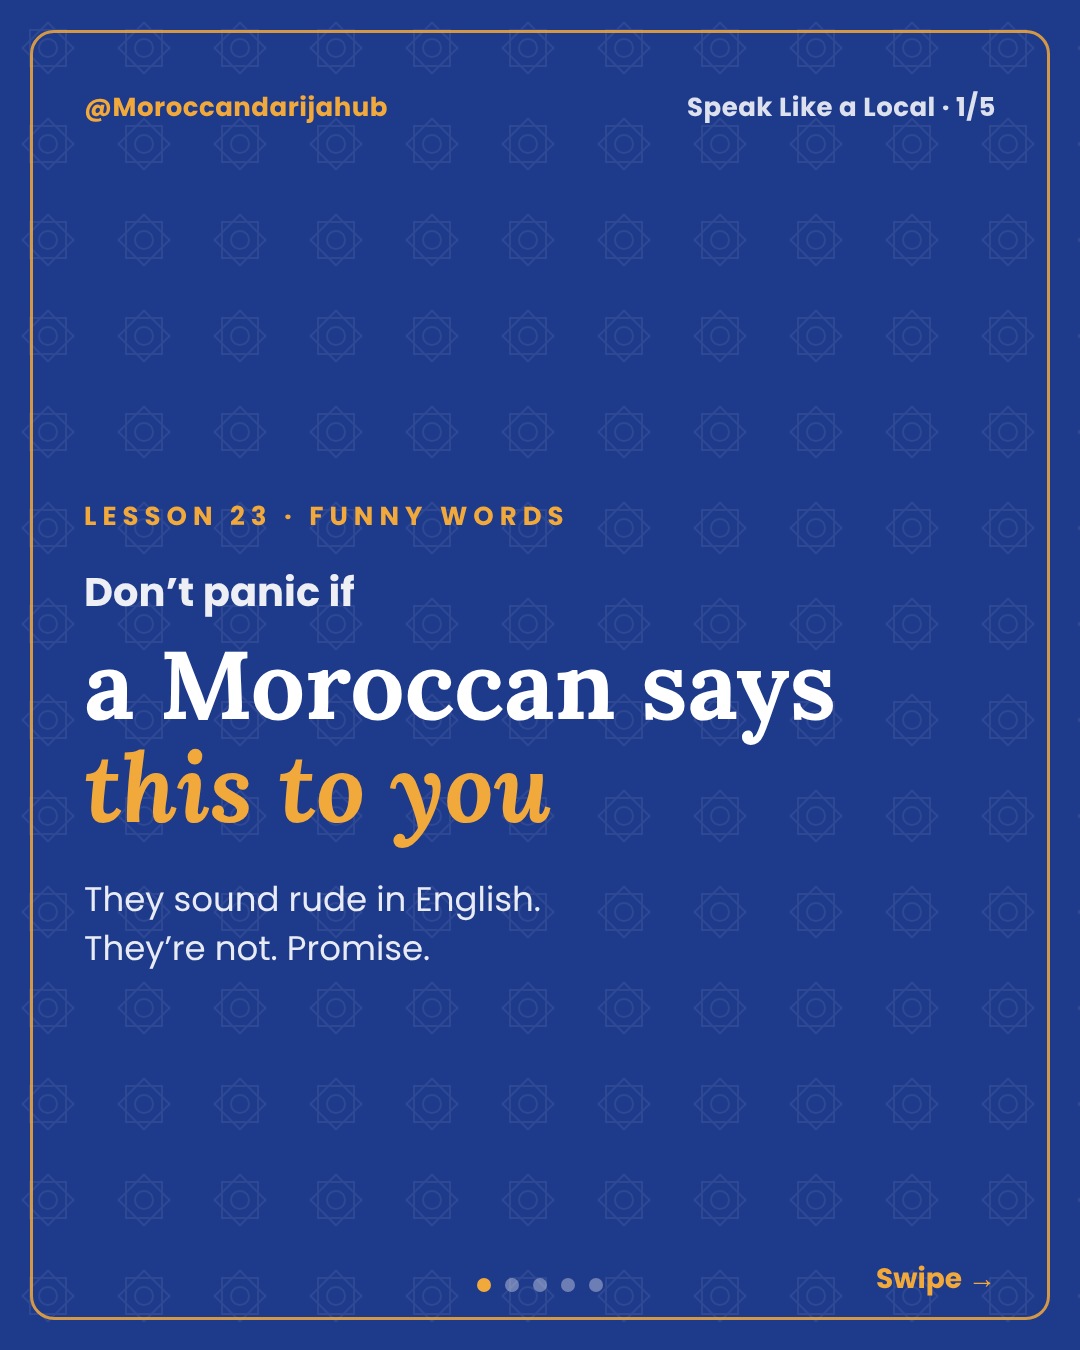 @Moroccandarijahub
Speak Like a Local · 1/5
LESSON 23 · FUNNY WORDS
Don’t panic if
a Moroccan says
this to you
They sound rude in English.
They’re not. Promise.
Swipe →